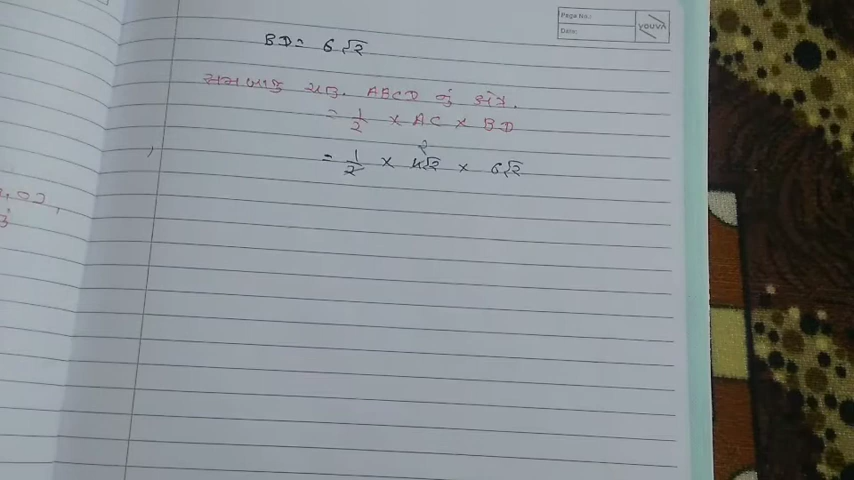 Page No.:
Date:
YOUVA
BD = 6√2
સમબાજુ ચતુ. ABCD નું ક્ષેત્ર.
= 1/2 × AC × BD
2
= 1/2 × 4√2 × 6√2